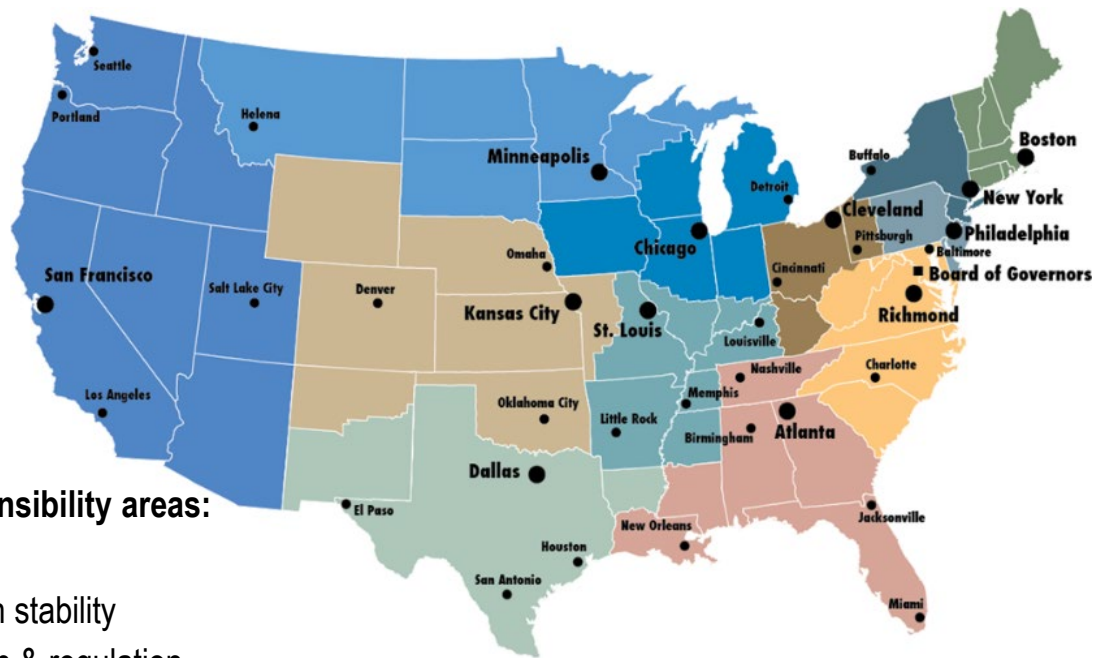 Seattle
Portland
Helena
Minneapolis
Boston
Buffalo
Detroit
New York
Cleveland
Philadelphia
Chicago
Pittsburgh
Baltimore
Omaha
Cincinnati
Board of Governors
San Francisco
Salt Lake City
Denver
Kansas City
Richmond
St. Louis
Louisville
Nashville
Charlotte
Los Angeles
Memphis
Oklahoma City
Little Rock
Birmingham
Atlanta
Dallas
nsibility areas:
El Paso
New Orleans
Jacksonville
Houston
San Antonio
stability
Miami
& regulation